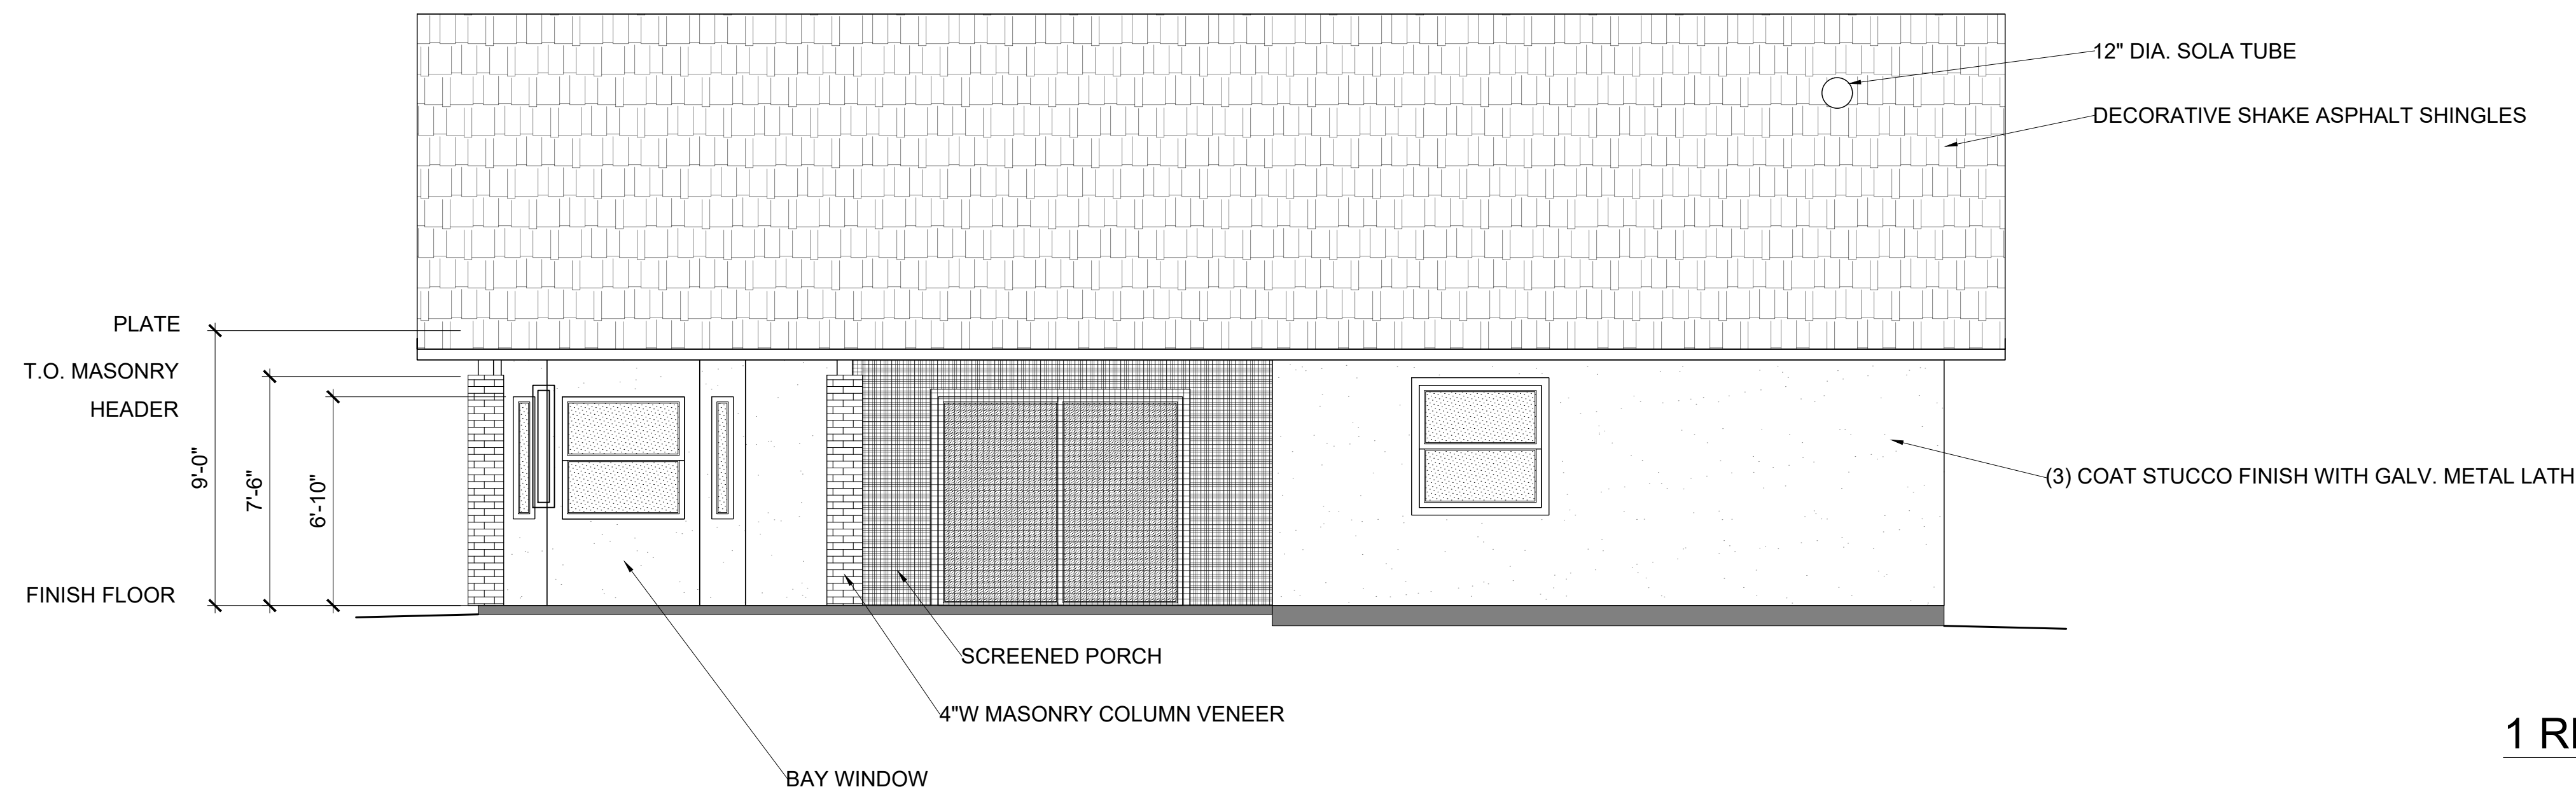 12" DIA. SOLA TUBE
DECORATIVE SHAKE ASPHALT SHINGLES
PLATE
T.O. MASONRY
HEADER
9'-0"
7'-6"
6'-10"
(3) COAT STUCCO FINISH WITH GALV. METAL LATH
FINISH FLOOR
SCREENED PORCH
4"W MASONRY COLUMN VENEER
BAY WINDOW
1